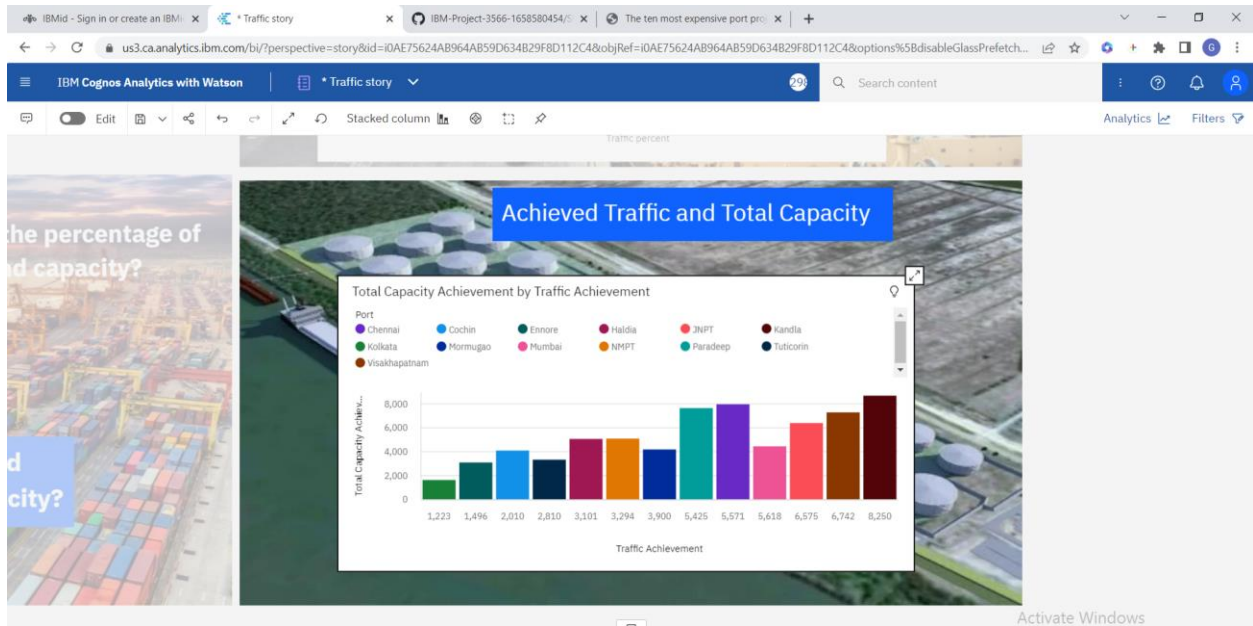 IBMid - Sign in or create an IBMi
* Traffic story
IBM-Project-3566-1658580454/S
The ten most expensive port proj
us3.ca.analytics.ibm.com/bi/?perspective=story&id=i0AE75624AB964AB59D634B29F8D112C4&objRef=i0AE75624AB964AB59D634B29F8D112C4&options%5BdisableGlassPrefetch...
G
IBM Cognos Analytics with Watson
* Traffic story
Search content
Edit
Stacked column
Analytics
Filters
Traffic percent
the percentage of
d capacity?
d
city?
Achieved Traffic and Total Capacity
Total Capacity Achievement by Traffic Achievement
Port
Chennai Cochin Ennore Haldia JNPT Kandla
Kolkata Mormugao Mumbai NMPT Paradeep Tuticorin
Visakhapatnam
Total Capacity Achiev...
8,000
6,000
4,000
2,000
0
1,223 1,496 2,010 2,810 3,101 3,294 3,900 5,425 5,571 5,618 6,575 6,742 8,250
Traffic Achievement
Activate Windows